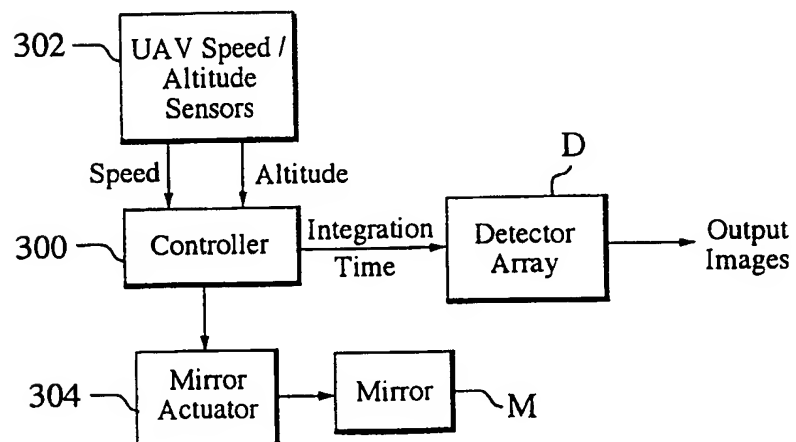 302
UAV Speed /
Altitude
Sensors
Speed
Altitude
D
300
Controller
Integration
Time
Detector
Array
Output
Images
304
Mirror
Actuator
Mirror
M